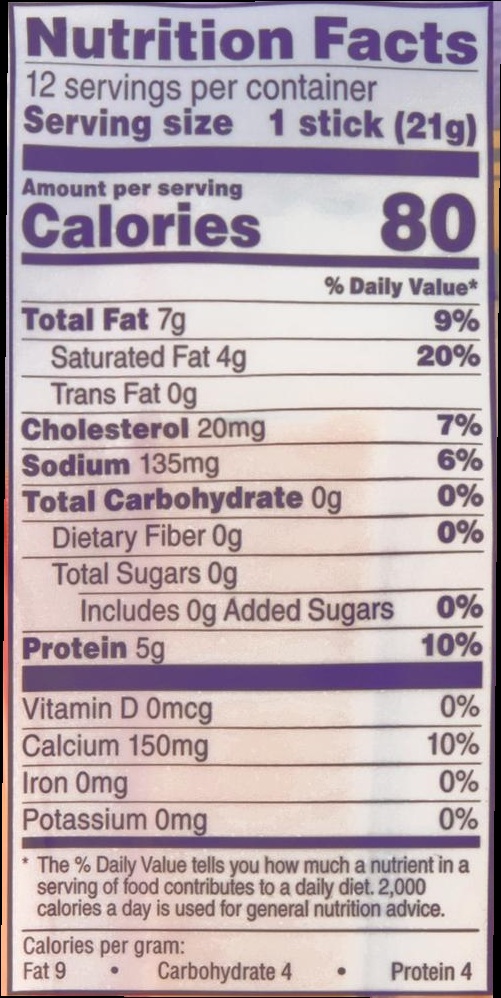 Nutrition Facts
12 servings per container
Serving size 1 stick (21g)
Amount per serving
Calories 80
% Daily Value*
Total Fat 7g 9%
Saturated Fat 4g 20%
Trans Fat 0g
Cholesterol 20mg 7%
Sodium 135mg 6%
Total Carbohydrate 0g 0%
Dietary Fiber 0g 0%
Total Sugars 0g
Includes 0g Added Sugars 0%
Protein 5g 10%
Vitamin D 0mcg 0%
Calcium 150mg 10%
Iron 0mg 0%
Potassium 0mg 0%
* The % Daily Value tells you how much a nutrient in a
serving of food contributes to a daily diet. 2,000
calories a day is used for general nutrition advice.
Calories per gram:
Fat 9 • Carbohydrate 4 • Protein 4